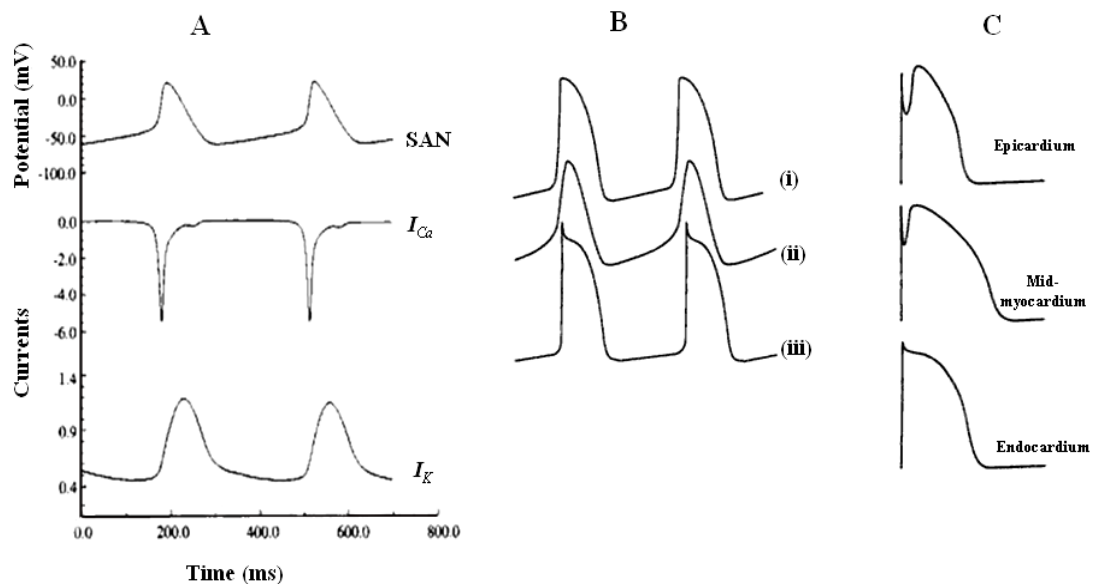 A
B
C
Potential (mV)
50.0
0.0
-50.0
-100.0
SAN
0.0
-2.0
-4.0
-6.0
I_Ca
Currents
1.4
0.9
0.4
I_K
0.0
200.0
400.0
600.0
800.0
Time (ms)
(i)
(ii)
(iii)
Epicardium
Mid-
myocardium
Endocardium